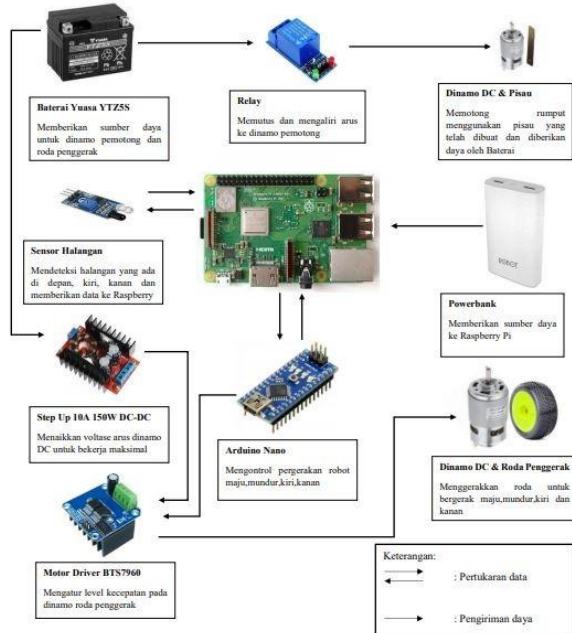 YUASA
YTZ5S
Baterai Yuasa YTZ5S
Memberikan sumber daya
untuk dinamo pemotong dan
roda penggerak
Relay
Memutus dan mengaliri arus
ke dinamo pemotong
Dinamo DC & Pisau
Memotong rumput
menggunakan pisau yang
telah dibuat dan diberikan
daya oleh Baterai
Sensor Halangan
Mendeteksi halangan yang ada
di depan, kiri, kanan dan
memberikan data ke Raspberry
HDMI
Powerbank
Memberikan sumber daya
ke Raspberry Pi
Step Up 10A 150W DC-DC
Menaikkan voltase arus dinamo
DC untuk bekerja maksimal
Arduino Nano
Mengontrol pergerakan robot
maju,mundur,kiri,kanan
Dinamo DC & Roda Penggerak
Menggerakkan roda untuk
bergerak maju,mundur,kiri dan
kanan
Motor Driver BTS7960
Mengatur level kecepatan pada
dinamo roda penggerak
Keterangan:
: Pertukaran data
: Pengiriman daya